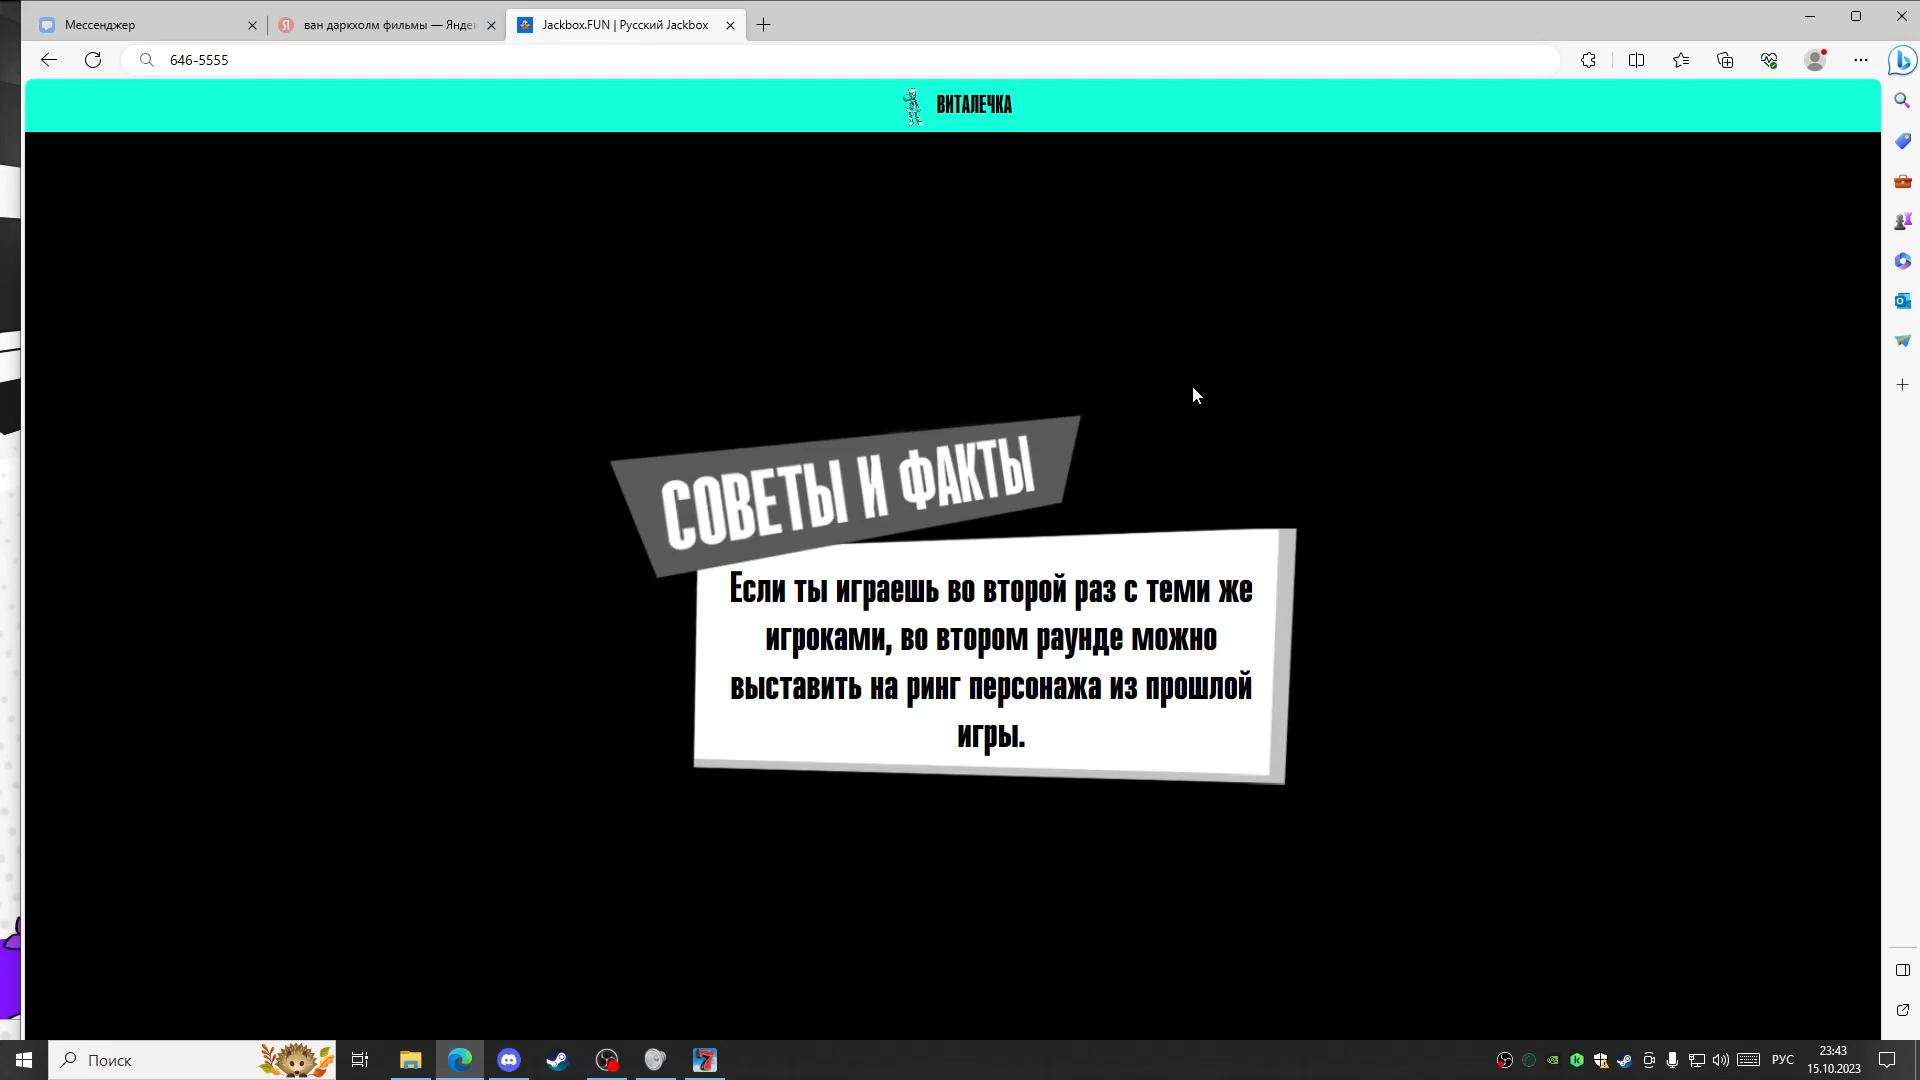 Мессенджер
ван даркхолм фильмы — Яндек
Jackbox.FUN | Русский Jackbox
646-5555
ВИТАЛЕЧКА
СОВЕТЫ И ФАКТЫ
Если ты играешь во второй раз с теми же
игроками, во втором раунде можно
выставить на ринг персонажа из прошлой
игры.
Поиск
РУС
23:43
15.10.2023